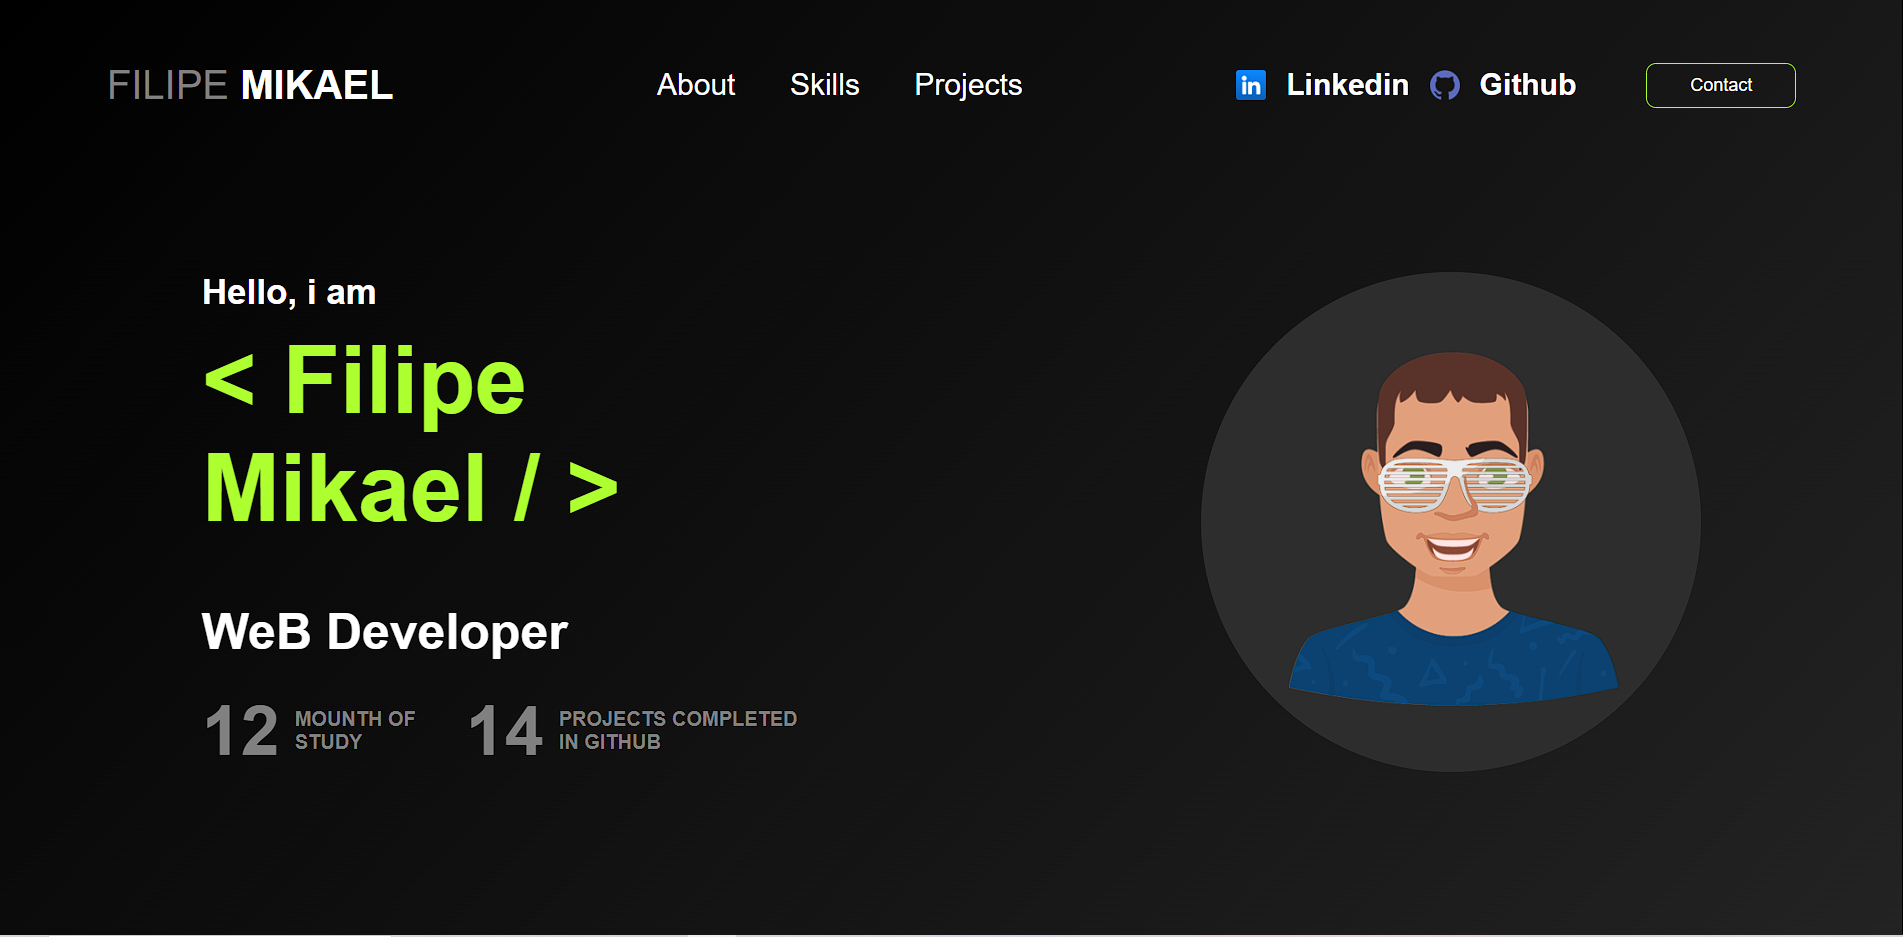 FILIPE MIKAEL
About Skills Projects
in Linkedin Github
Contact
Hello, i am
< Filipe
Mikael / >
WeB Developer
12 MOUNTH OF
STUDY
14 PROJECTS COMPLETED
IN GITHUB